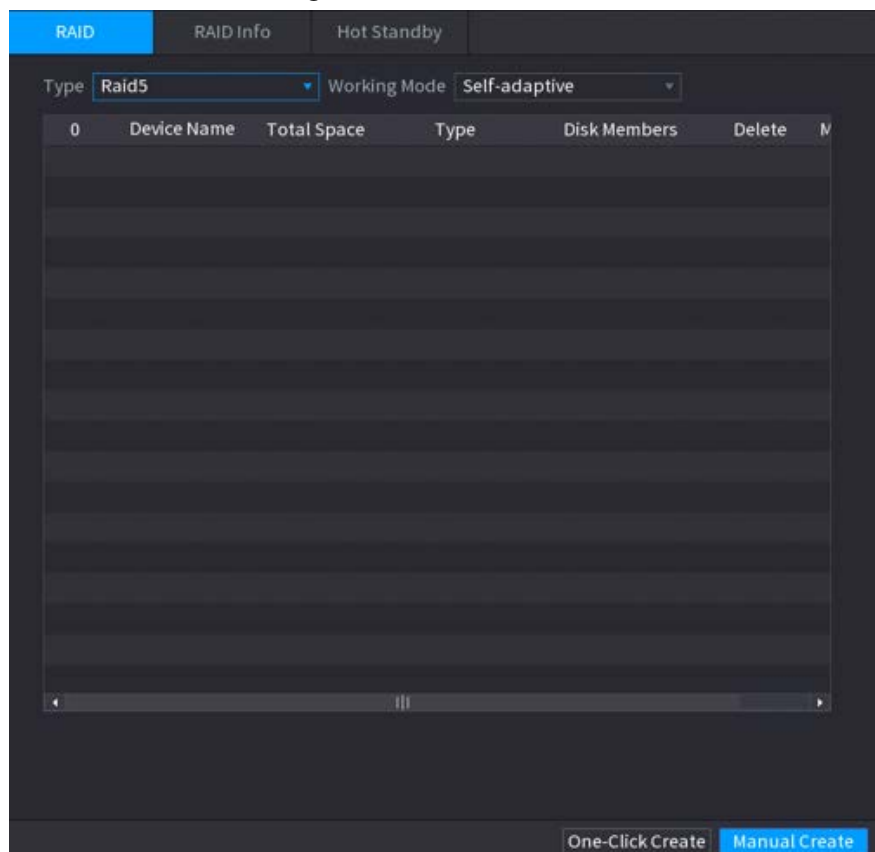 RAID RAID Info Hot Standby
Type Raid5 Working Mode Self-adaptive
0 Device Name Total Space Type Disk Members Delete M
One-Click Create Manual Create